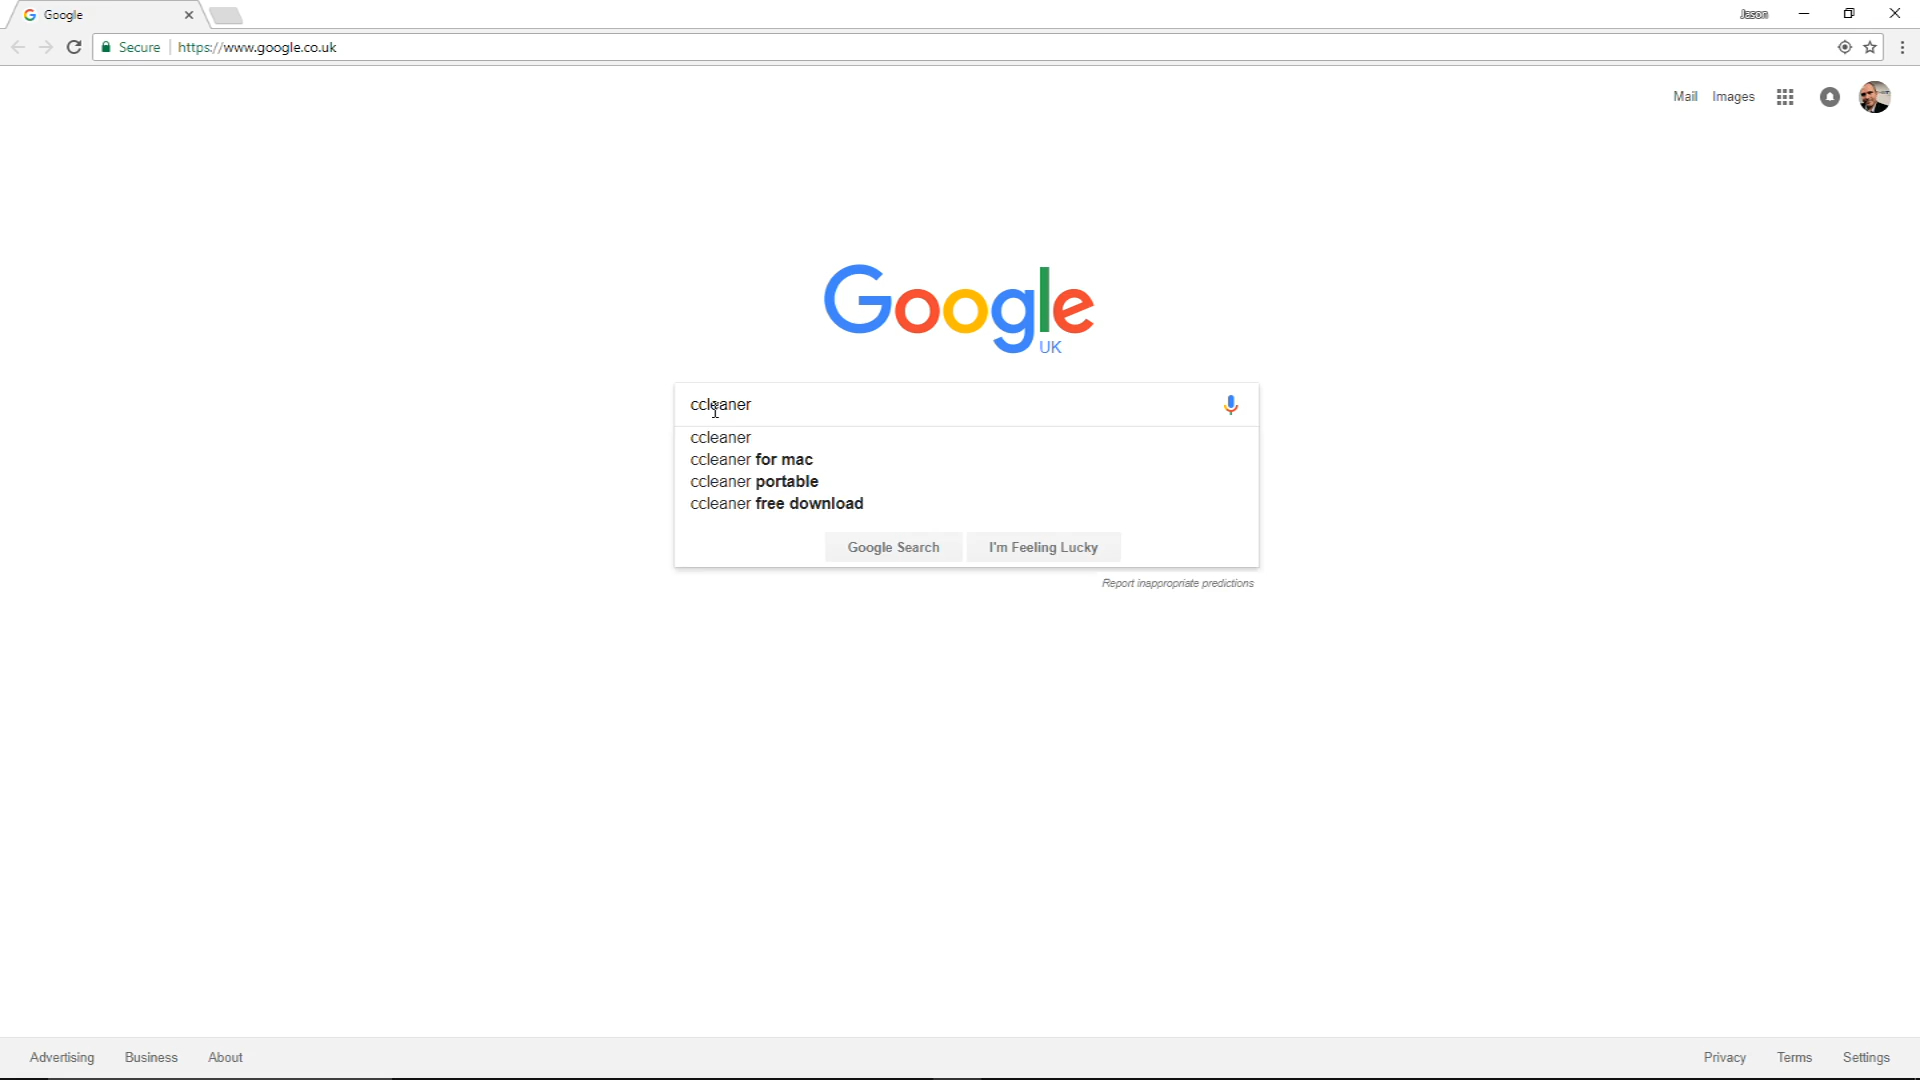 Google
Jason
Secure https://www.google.co.uk
Mail Images
Google
UK
ccleaner
ccleaner
ccleaner for mac
ccleaner portable
ccleaner free download
Google Search I'm Feeling Lucky
Report inappropriate predictions
Advertising Business About Privacy Terms Settings